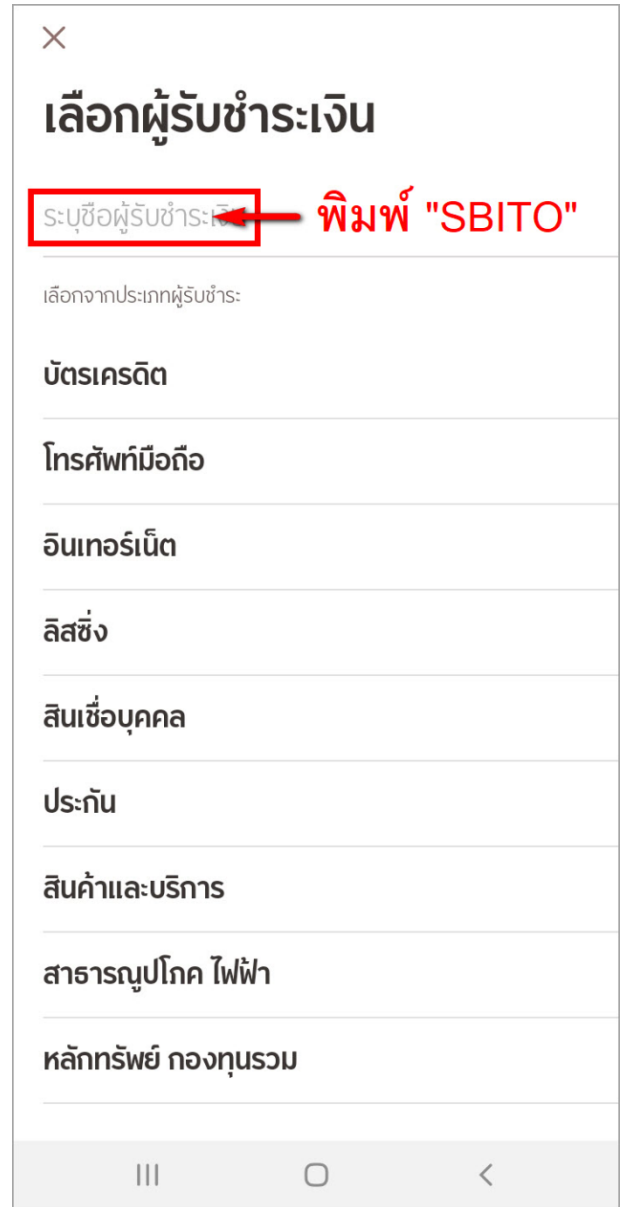 เลือกผู้รับชำระเงิน
ระบุชื่อผู้รับชำระเงิน พิมพ์ "SBITO"
เลือกจากประเภทผู้รับชำระ
บัตรเครดิต
โทรศัพท์มือถือ
อินเทอร์เน็ต
ลิสซิ่ง
สินเชื่อบุคคล
ประกัน
สินค้าและบริการ
สาธารณูปโภค ไฟฟ้า
หลักทรัพย์ กองทุนรวม